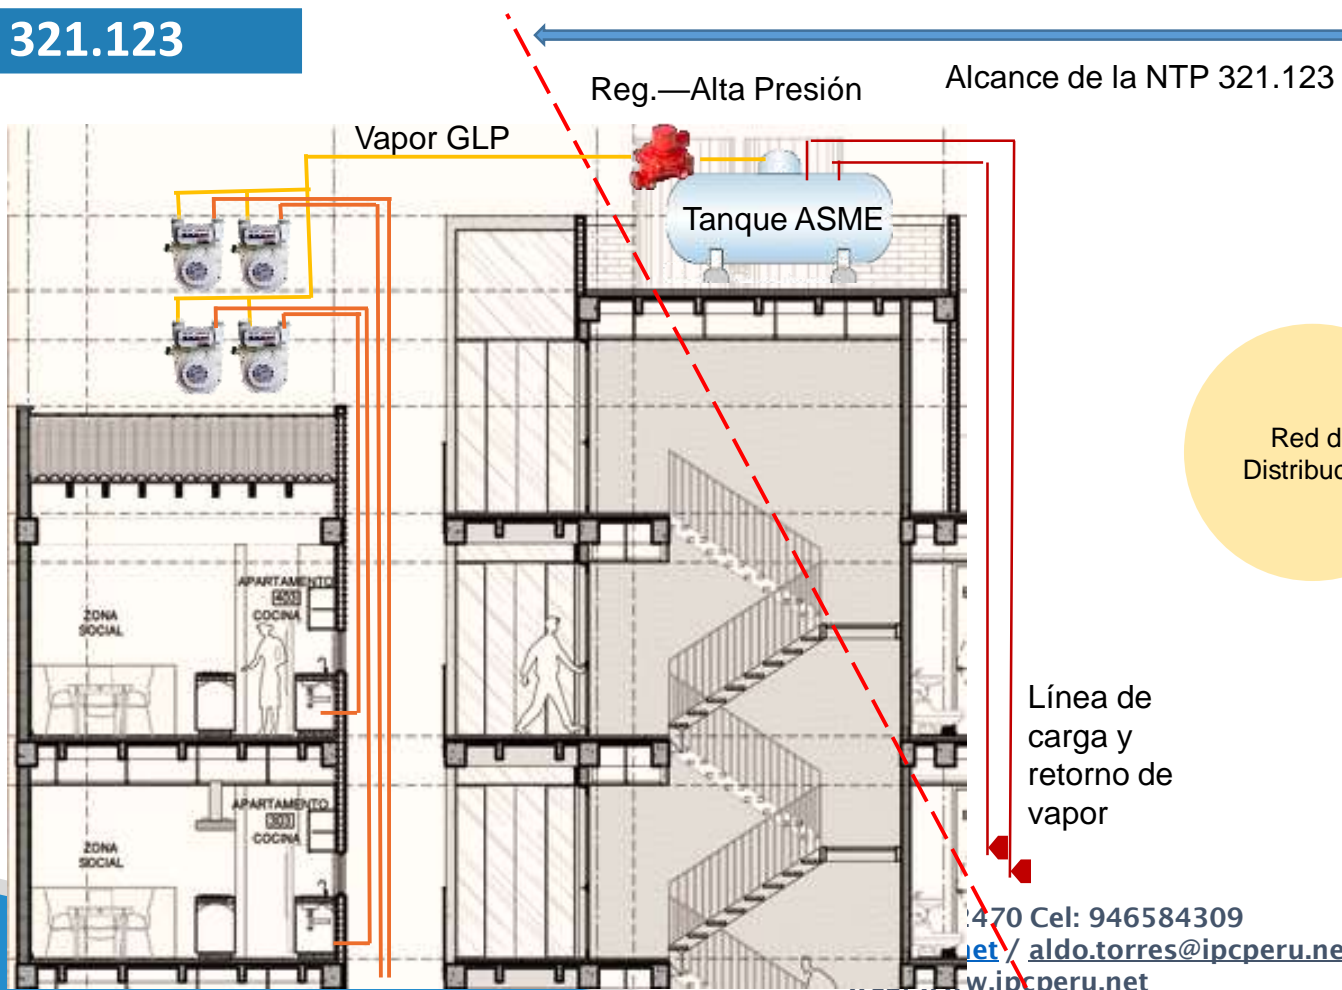 321.123
Alcance de la NTP 321.123
Reg.—Alta Presión
Vapor GLP
Tanque ASME
Red d
Distribuc
APARTAMENTO
403
COCINA
ZONA
SOCIAL
Línea de
carga y
retorno de
vapor
APARTAMENTO
303
COCINA
ZONA
SOCIAL
2470 Cel: 946584309
net / aldo.torres@ipcperu.ne
w.ipcperu.net